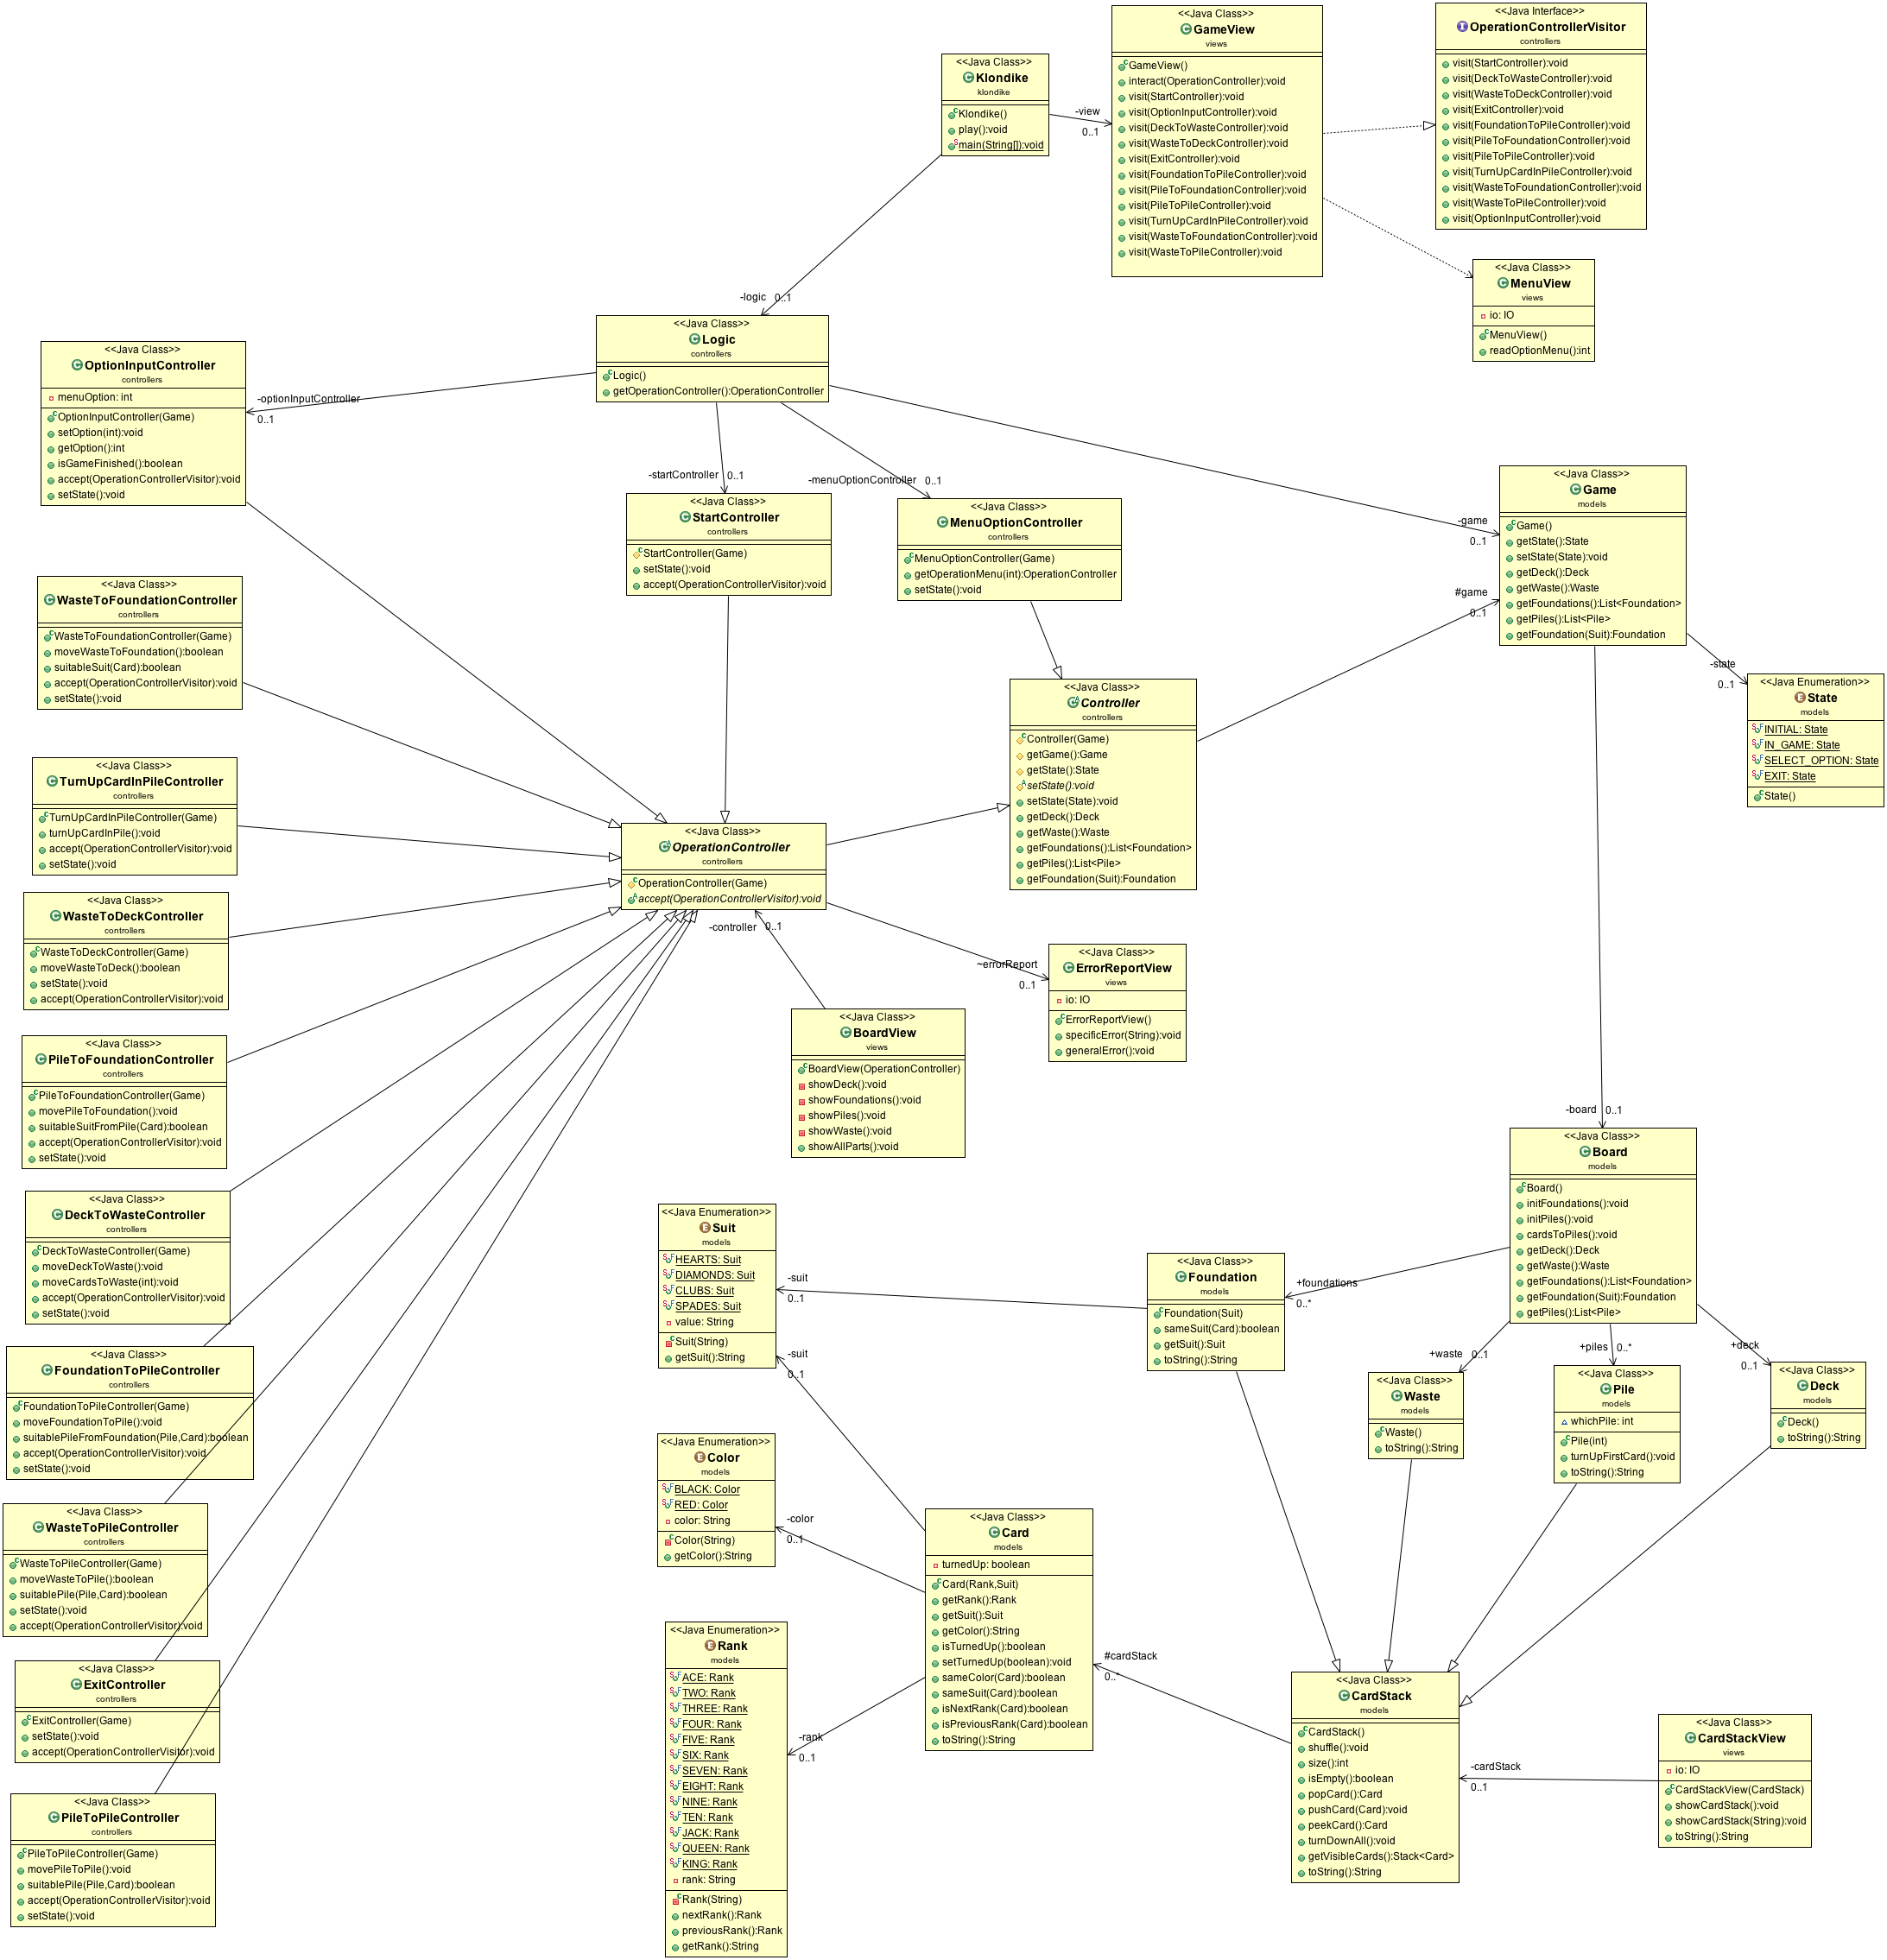 <<Java Class>>
GameView
views
GameView()
interact(OperationController):void
visit(StartController):void
visit(OptionInputController):void
visit(DeckToWasteController):void
visit(WasteToDeckController):void
visit(ExitController):void
visit(FoundationToPileController):void
visit(PileToFoundationController):void
visit(PileToPileController):void
visit(TurnUpCardInPileController):void
visit(WasteToFoundationController):void
visit(WasteToPileController):void
<<Java Interface>>
OperationControllerVisitor
controllers
visit(StartController):void
visit(DeckToWasteController):void
visit(WasteToDeckController):void
visit(ExitController):void
visit(FoundationToPileController):void
visit(PileToFoundationController):void
visit(PileToPileController):void
visit(TurnUpCardInPileController):void
visit(WasteToFoundationController):void
visit(WasteToPileController):void
visit(OptionInputController):void
<<Java Class>>
Klondike
klondike
Klondike()
play():void
main(String[]):void
-view
0..1
<<Java Class>>
MenuView
views
io: IO
MenuView()
readOptionMenu():int
-logic 0..1
<<Java Class>>
Logic
controllers
Logic()
getOperationController():OperationController
<<Java Class>>
OptionInputController
controllers
menuOption: int
OptionInputController(Game)
setOption(int):void
getOption():int
isGameFinished():boolean
accept(OperationControllerVisitor):void
setState():void
-optionInputController
0..1
-startController 0..1
-menuOptionController 0..1
<<Java Class>>
StartController
controllers
StartController(Game)
setState():void
accept(OperationControllerVisitor):void
<<Java Class>>
MenuOptionController
controllers
MenuOptionController(Game)
getOperationMenu(int):OperationController
setState():void
<<Java Class>>
Game
models
Game()
getState():State
setState(State):void
getDeck():Deck
getWaste():Waste
getFoundations():List<Foundation>
getPiles():List<Pile>
getFoundation(Suit):Foundation
-game
0..1
#game
0..1
-state
0..1
<<Java Enumeration>>
State
models
INITIAL: State
IN_GAME: State
SELECT_OPTION: State
EXIT: State
State()
<<Java Class>>
WasteToFoundationController
controllers
WasteToFoundationController(Game)
moveWasteToFoundation():boolean
suitableSuit(Card):boolean
accept(OperationControllerVisitor):void
setState():void
<<Java Class>>
Controller
controllers
Controller(Game)
getGame():Game
getState():State
setState():void
setState(State):void
getDeck():Deck
getWaste():Waste
getFoundations():List<Foundation>
getPiles():List<Pile>
getFoundation(Suit):Foundation
<<Java Class>>
TurnUpCardInPileController
controllers
TurnUpCardInPileController(Game)
turnUpCardInPile():void
accept(OperationControllerVisitor):void
setState():void
<<Java Class>>
OperationController
controllers
OperationController(Game)
accept(OperationControllerVisitor):void
-controller 0..1
~errorReport
0..1
<<Java Class>>
WasteToDeckController
controllers
WasteToDeckController(Game)
moveWasteToDeck():boolean
setState():void
accept(OperationControllerVisitor):void
<<Java Class>>
ErrorReportView
views
io: IO
ErrorReportView()
specificError(String):void
generalError():void
<<Java Class>>
BoardView
views
BoardView(OperationController)
showDeck():void
showFoundations():void
showPiles():void
showWaste():void
showAllParts():void
<<Java Class>>
PileToFoundationController
controllers
PileToFoundationController(Game)
movePileToFoundation():void
suitableSuitFromPile(Card):boolean
accept(OperationControllerVisitor):void
setState():void
-board 0..1
<<Java Class>>
Board
models
Board()
initFoundations():void
initPiles():void
cardsToPiles():void
getDeck():Deck
getWaste():Waste
getFoundations():List<Foundation>
getFoundation(Suit):Foundation
getPiles():List<Pile>
<<Java Class>>
DeckToWasteController
controllers
DeckToWasteController(Game)
moveDeckToWaste():void
moveCardsToWaste(int):void
accept(OperationControllerVisitor):void
setState():void
<<Java Enumeration>>
Suit
models
HEARTS: Suit
DIAMONDS: Suit
CLUBS: Suit
SPADES: Suit
value: String
Suit(String)
getSuit():String
-suit
0..1
-suit
0..1
<<Java Class>>
Foundation
models
Foundation(Suit)
sameSuit(Card):boolean
getSuit():Suit
toString():String
+foundations
0..*
+waste 0..1
+piles 0..*
+deck
0..1
<<Java Class>>
FoundationToPileController
controllers
FoundationToPileController(Game)
moveFoundationToPile():void
suitablePileFromFoundation(Pile,Card):boolean
accept(OperationControllerVisitor):void
setState():void
<<Java Class>>
Waste
models
Waste()
toString():String
<<Java Class>>
Pile
models
whichPile: int
Pile(int)
turnUpFirstCard():void
toString():String
<<Java Class>>
Deck
models
Deck()
toString():String
<<Java Enumeration>>
Color
models
BLACK: Color
RED: Color
color: String
Color(String)
getColor():String
-color
0..1
<<Java Class>>
WasteToPileController
controllers
WasteToPileController(Game)
moveWasteToPile():boolean
suitablePile(Pile,Card):boolean
setState():void
accept(OperationControllerVisitor):void
<<Java Class>>
Card
models
turnedUp: boolean
Card(Rank,Suit)
getRank():Rank
getSuit():Suit
getColor():String
isTurnedUp():boolean
setTurnedUp(boolean):void
sameColor(Card):boolean
sameSuit(Card):boolean
isNextRank(Card):boolean
isPreviousRank(Card):boolean
toString():String
<<Java Enumeration>>
Rank
models
ACE: Rank
TWO: Rank
THREE: Rank
FOUR: Rank
FIVE: Rank
SIX: Rank
SEVEN: Rank
EIGHT: Rank
NINE: Rank
TEN: Rank
JACK: Rank
QUEEN: Rank
KING: Rank
rank: String
Rank(String)
nextRank():Rank
previousRank():Rank
getRank():String
-rank
0..1
#cardStack
0..*
<<Java Class>>
ExitController
controllers
ExitController(Game)
setState():void
accept(OperationControllerVisitor):void
<<Java Class>>
CardStack
models
CardStack()
shuffle():void
size():int
isEmpty():boolean
popCard():Card
pushCard(Card):void
peekCard():Card
turnDownAll():void
getVisibleCards():Stack<Card>
toString():String
-cardStack
0..1
<<Java Class>>
CardStackView
views
io: IO
CardStackView(CardStack)
showCardStack():void
showCardStack(String):void
toString():String
<<Java Class>>
PileToPileController
controllers
PileToPileController(Game)
movePileToPile():void
suitablePile(Pile,Card):boolean
accept(OperationControllerVisitor):void
setState():void